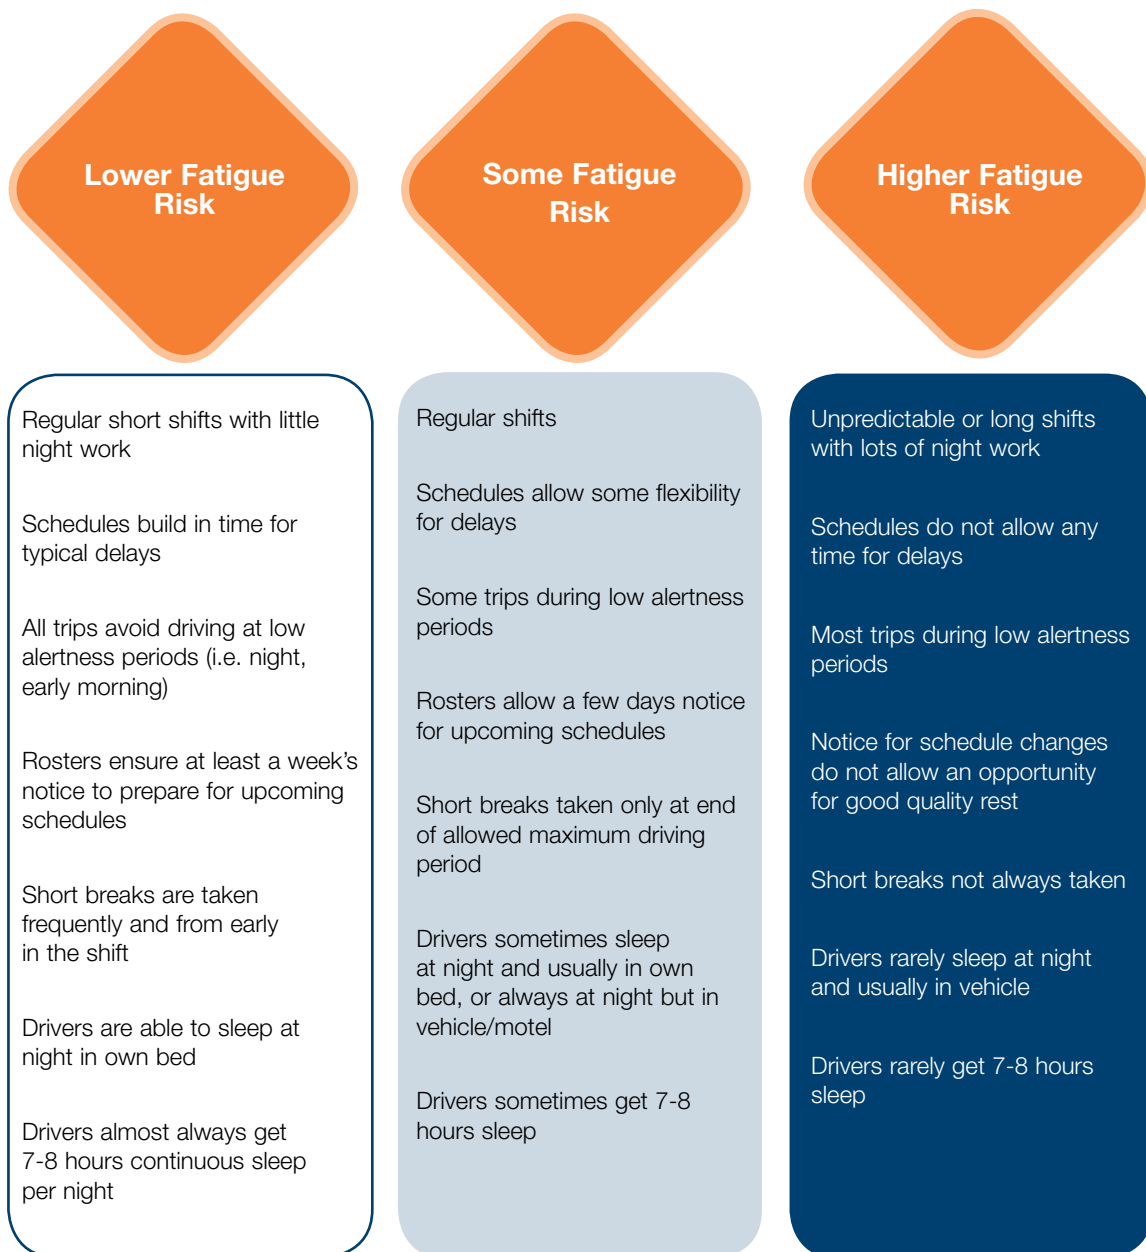 Lower Fatigue
Risk
Some Fatigue
Risk
Higher Fatigue
Risk
Regular short shifts with little
night work
Schedules build in time for
typical delays
All trips avoid driving at low
alertness periods (i.e. night,
early morning)
Rosters ensure at least a week's
notice to prepare for upcoming
schedules
Short breaks are taken
frequently and from early
in the shift
Drivers are able to sleep at
night in own bed
Drivers almost always get
7-8 hours continuous sleep
per night
Regular shifts
Schedules allow some flexibility
for delays
Some trips during low alertness
periods
Rosters allow a few days notice
for upcoming schedules
Short breaks taken only at end
of allowed maximum driving
period
Drivers sometimes sleep
at night and usually in own
bed, or always at night but in
vehicle/motel
Drivers sometimes get 7-8
hours sleep
Unpredictable or long shifts
with lots of night work
Schedules do not allow any
time for delays
Most trips during low alertness
periods
Notice for schedule changes
do not allow an opportunity
for good quality rest
Short breaks not always taken
Drivers rarely sleep at night
and usually in vehicle
Drivers rarely get 7-8 hours
sleep